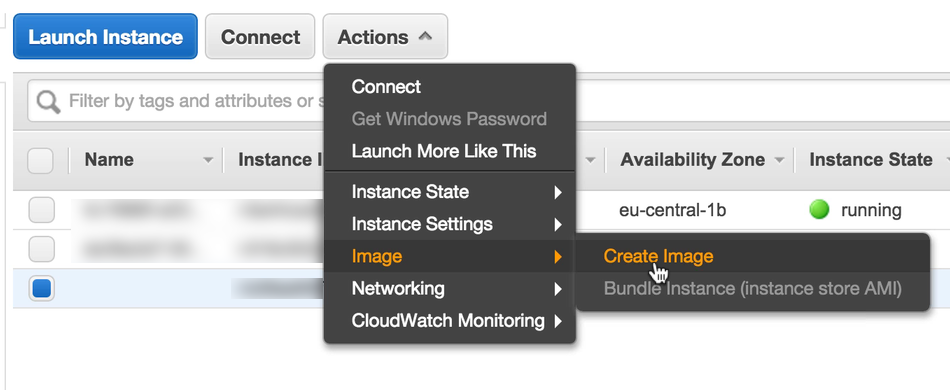 Launch Instance Connect Actions
Connect
Filter by tags and attributes or
Get Windows Password
Launch More Like This
Name Instance Availability Zone Instance State
Instance State
eu-central-1b running
Instance Settings
Image Create Image
Networking Bundle Instance (instance store AMI)
CloudWatch Monitoring